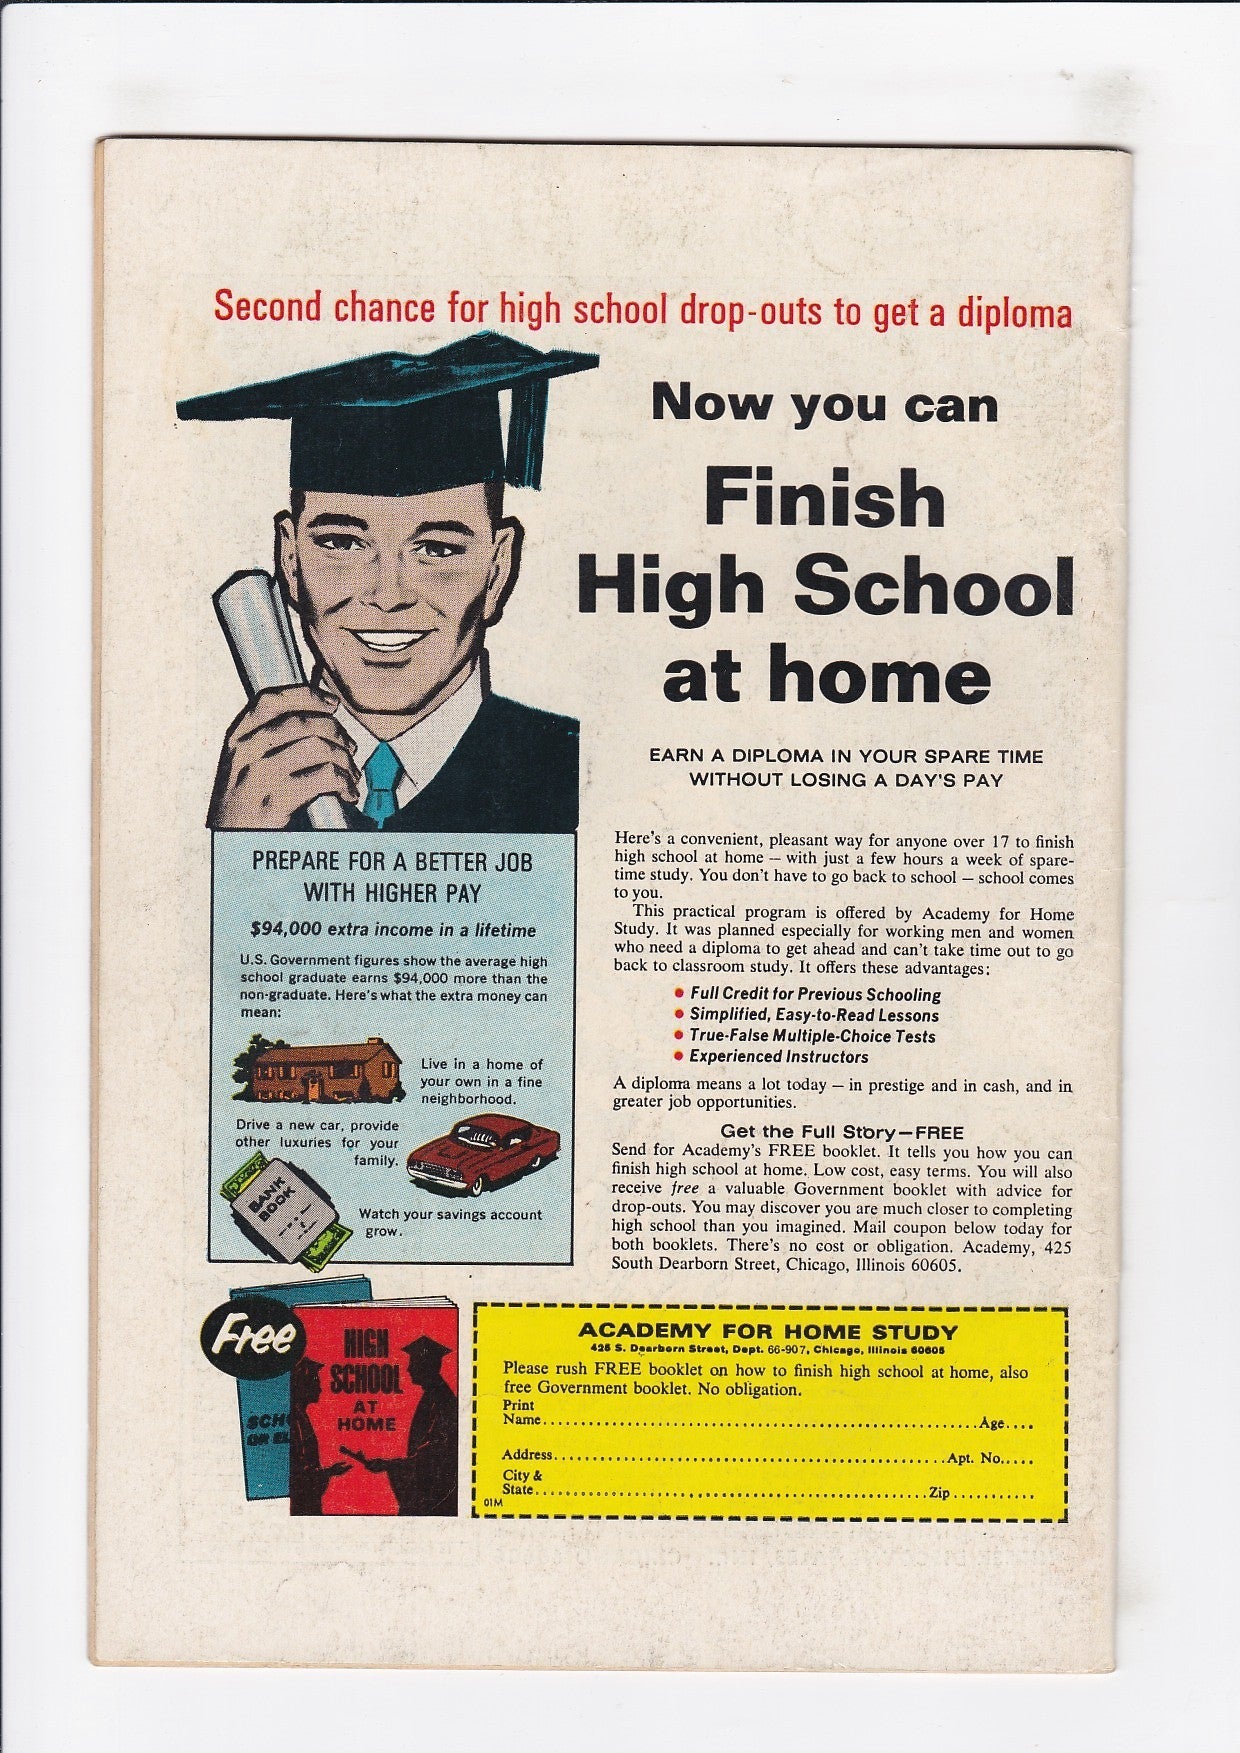 Second chance for high school drop-outs to get a diploma
Now you can
Finish
High School
at home
EARN A DIPLOMA IN YOUR SPARE TIME
WITHOUT LOSING A DAY'S PAY
Here's a convenient, pleasant way for anyone over 17 to finish
high school at home — with just a few hours a week of spare-
time study. You don't have to go back to school — school comes
to you.
This practical program is offered by Academy for Home
Study. It was planned especially for working men and women
who need a diploma to get ahead and can't take time out to go
back to classroom study. It offers these advantages:
• Full Credit for Previous Schooling
• Simplified, Easy-to-Read Lessons
• True-False Multiple-Choice Tests
• Experienced Instructors
A diploma means a lot today — in prestige and in cash, and in
greater job opportunities.
Get the Full Story—FREE
Send for Academy's FREE booklet. It tells you how you can
finish high school at home. Low cost, easy terms. You will also
receive free a valuable Government booklet with advice for
drop-outs. You may discover you are much closer to completing
high school than you imagined. Mail coupon below today for
both booklets. There's no cost or obligation. Academy, 425
South Dearborn Street, Chicago, Illinois 60605.
PREPARE FOR A BETTER JOB
WITH HIGHER PAY
$94,000 extra income in a lifetime
U.S. Government figures show the average high
school graduate earns $94,000 more than the
non-graduate. Here's what the extra money can
mean:
Live in a home of
your own in a fine
neighborhood.
Drive a new car, provide
other luxuries for your
family.
BANK
BOOK
Watch your savings account
grow.
Free
HIGH
SCHOOL
AT
HOME
SCH
OR EL
ACADEMY FOR HOME STUDY
425 S. Dearborn Street, Dept. 66-907, Chicago, Illinois 60605
Please rush FREE booklet on how to finish high school at home, also
free Government booklet. No obligation.
Print
Name.......................................................................Age....
Address................................................................Apt. No.....
City &
State................................................................Zip...........
01M